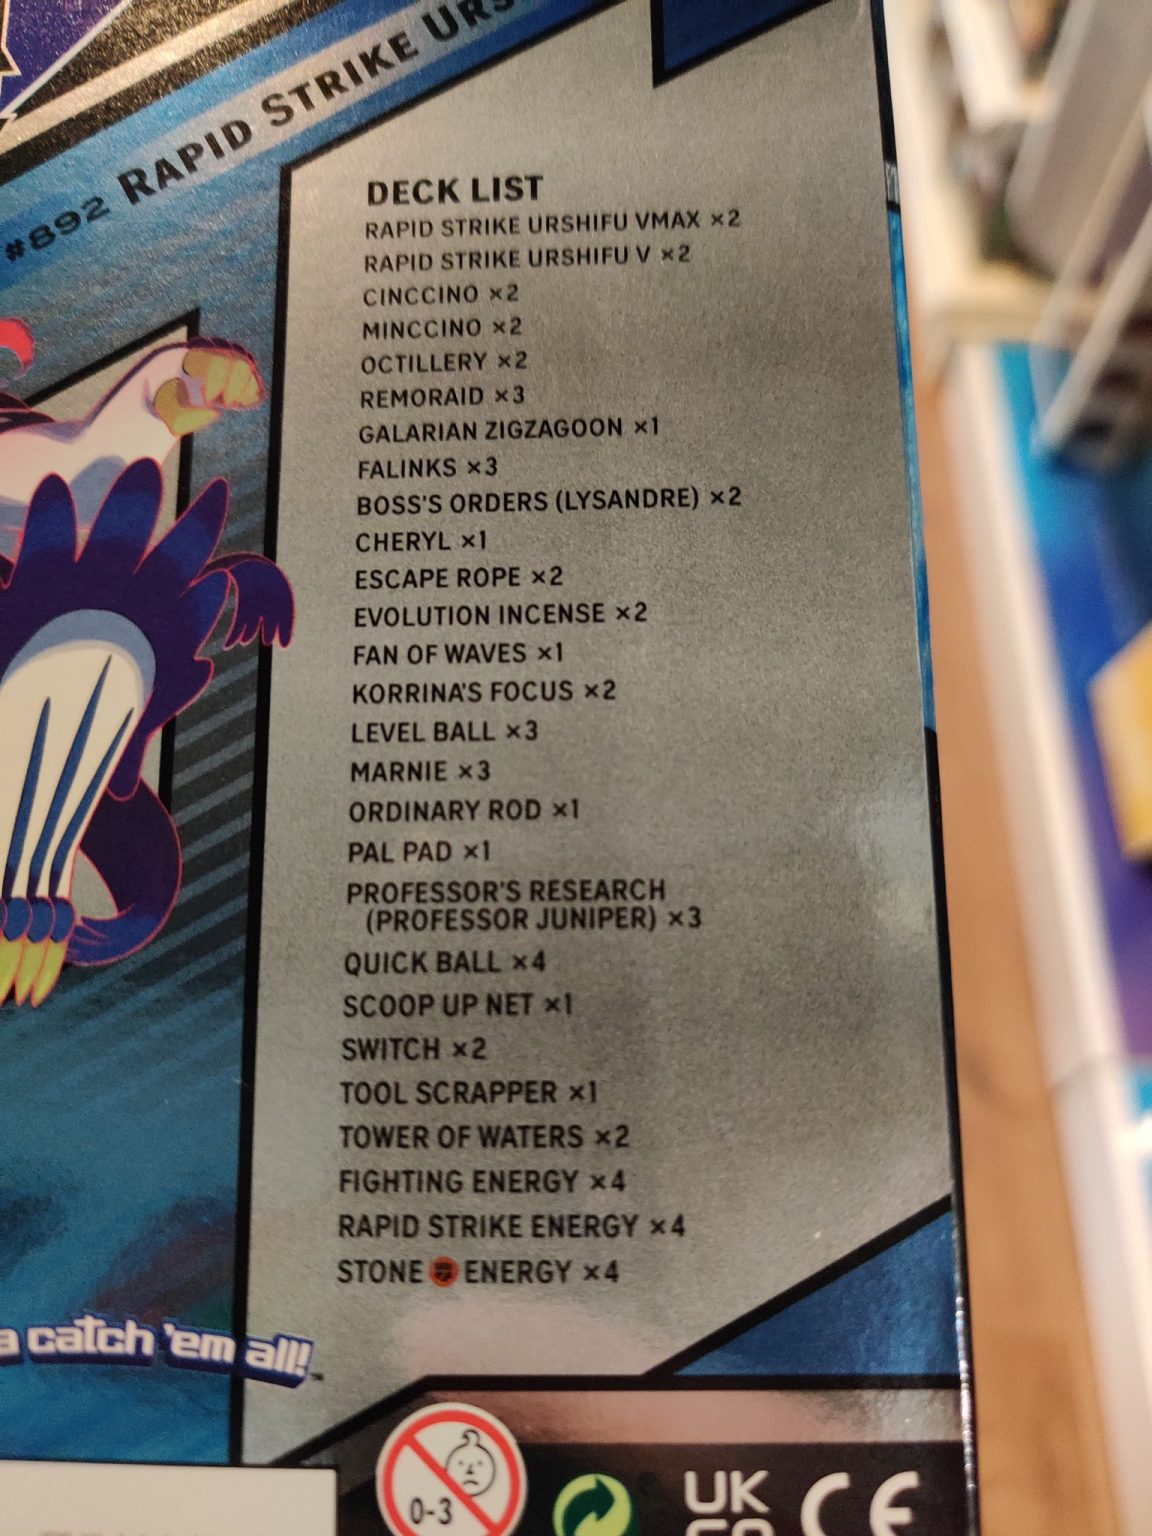 #892 RAPID STRIKE
DECK LIST
RAPID STRIKE URSHIFU VMAX ×2
RAPID STRIKE URSHIFU V ×2
CINCCINO ×2
MINCCINO ×2
OCTILLERY ×2
REMORAID ×3
GALARIAN ZIGZAGOON ×1
FALINKS ×3
BOSS'S ORDERS (LYSANDRE) ×2
CHERYL ×1
ESCAPE ROPE ×2
EVOLUTION INCENSE ×2
FAN OF WAVES ×1
KORRINA'S FOCUS ×2
LEVEL BALL ×3
MARNIE ×3
ORDINARY ROD ×1
PAL PAD ×1
PROFESSOR'S RESEARCH
(PROFESSOR JUNIPER) ×3
QUICK BALL ×4
SCOOP UP NET ×1
SWITCH ×2
TOOL SCRAPPER ×1
TOWER OF WATERS ×2
FIGHTING ENERGY ×4
RAPID STRIKE ENERGY ×4
STONE ENERGY ×4
a catch 'em all!™
0-3
UK
CA
CE